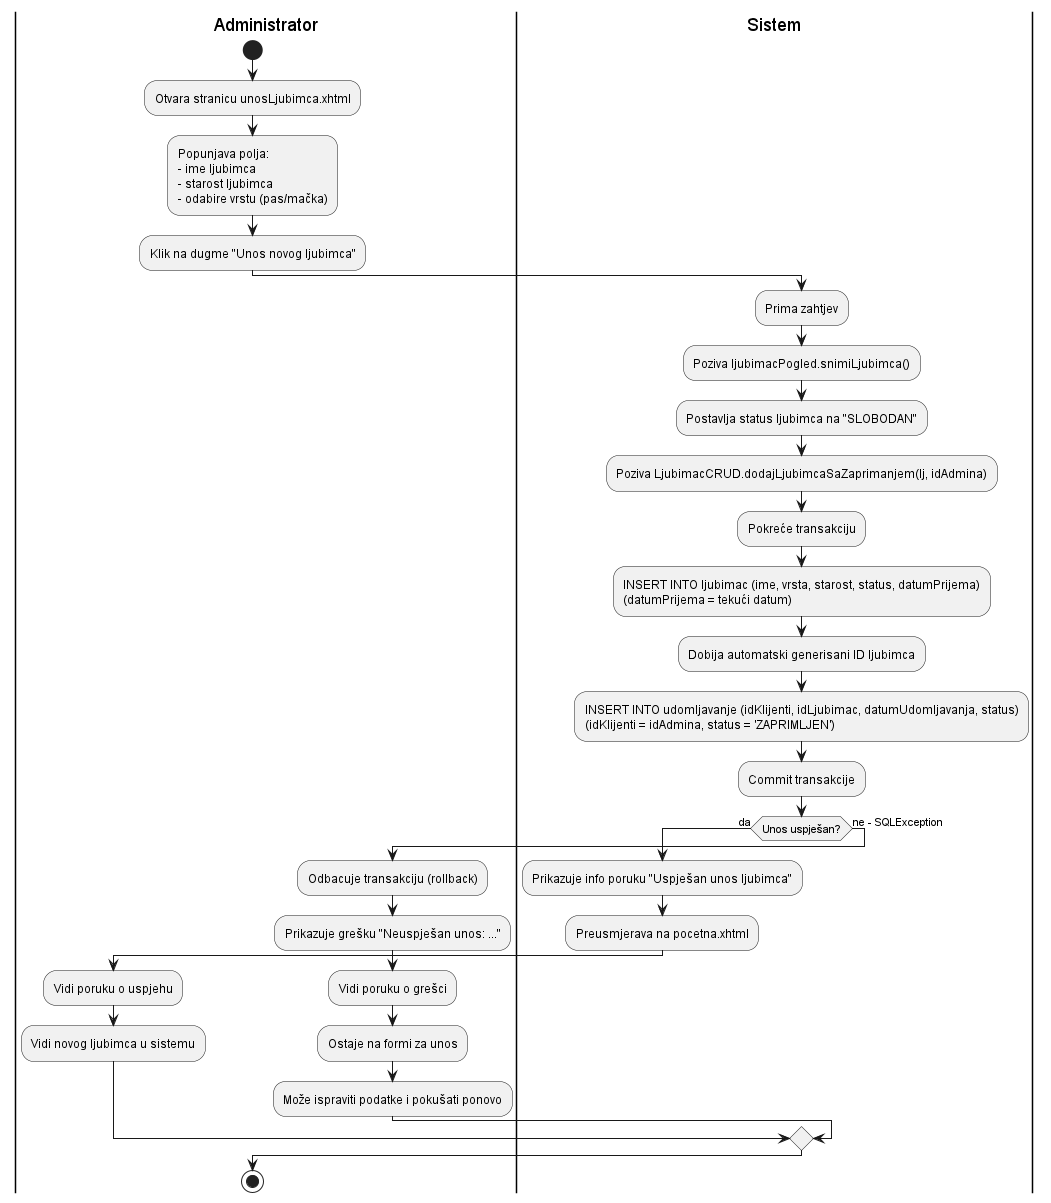 Administrator
Sistem
Otvara stranicu unosLjubimca.xhtml
Popunjava polja:
- ime ljubimca
- starost ljubimca
- odabire vrstu (pas/mačka)
Klik na dugme "Unos novog ljubimca"
Prima zahtjev
Poziva ljubimacPogled.snimiLjubimca()
Postavlja status ljubimca na "SLOBODAN"
Poziva LjubimacCRUD.dodajLjubimcaSaZaprimanjem(lj, idAdmina)
Pokreće transakciju
INSERT INTO ljubimac (ime, vrsta, starost, status, datumPrijema)
(datumPrijema = tekući datum)
Dobija automatski generisani ID ljubimca
INSERT INTO udomljavanje (idKlijenti, idLjubimac, datumUdomljavanja, status)
(idKlijenti = idAdmina, status = 'ZAPRIMLJEN')
Commit transakcije
da
Unos uspješan?
ne - SQLException
Odbacuje transakciju (rollback)
Prikazuje info poruku "Uspješan unos ljubimca"
Prikazuje grešku "Neuspješan unos: ..."
Preusmjerava na pocetna.xhtml
Vidi poruku o uspjehu
Vidi poruku o grešci
Vidi novog ljubimca u sistemu
Ostaje na formi za unos
Može ispraviti podatke i pokušati ponovo